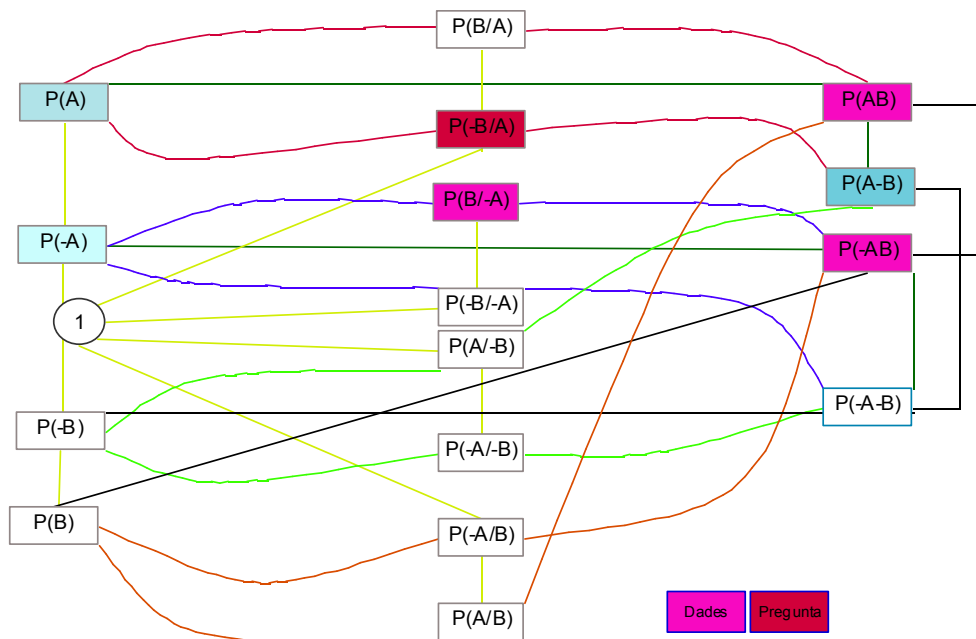 P(B/A)
P(A)
P(AB)
P(-B/A)
P(A-B)
P(B/-A)
P(-A)
P(-AB)
P(-B/-A)
1
P(A/-B)
P(-A-B)
P(-B)
P(-A/-B)
P(B)
P(-A/B)
P(A/B)
Dades
Pregunta